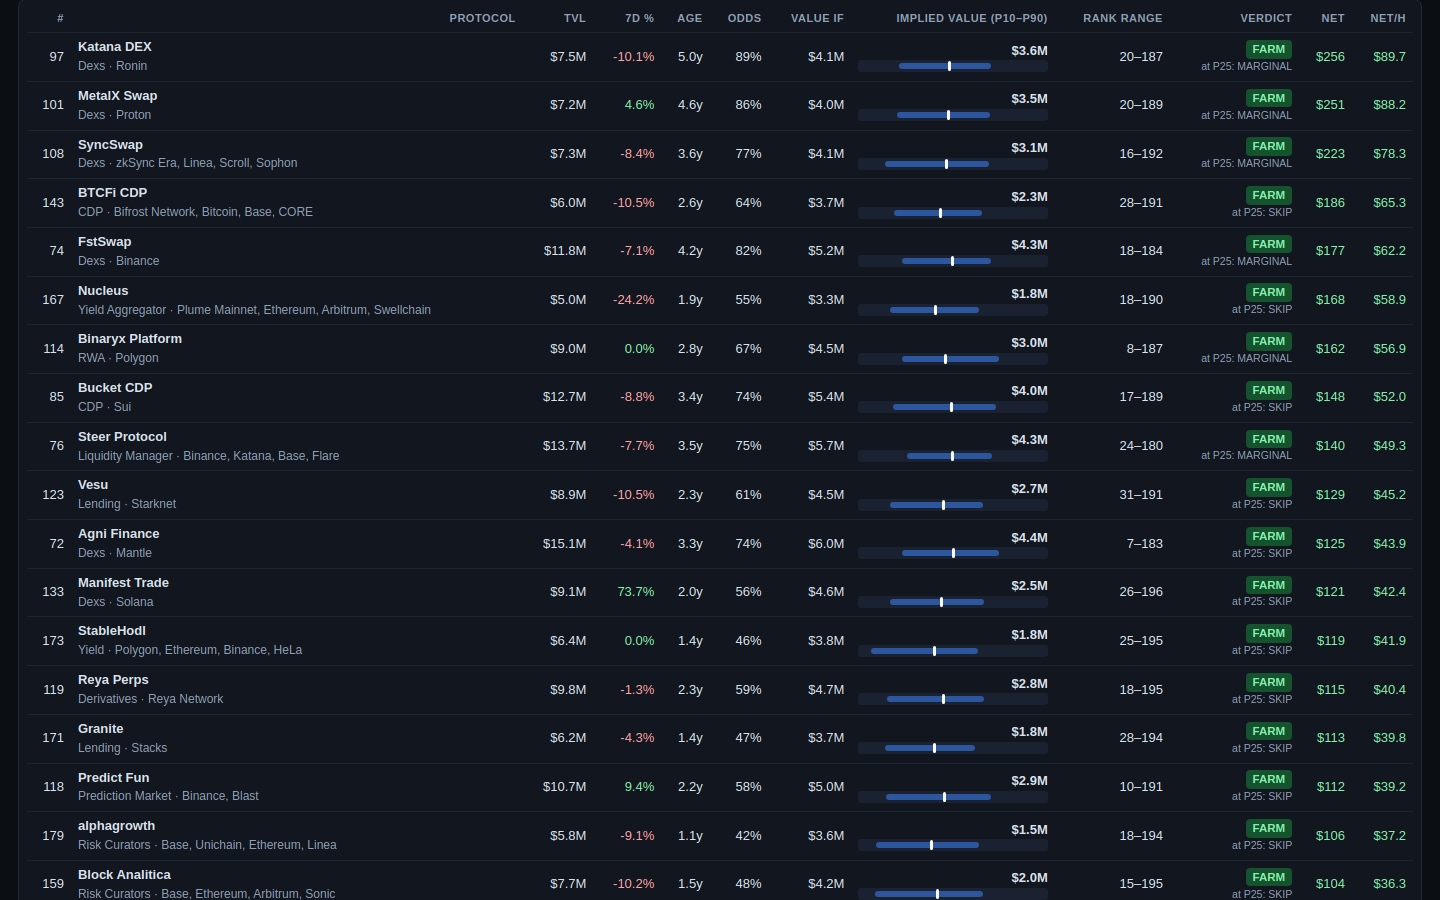 # PROTOCOL TVL 7D % AGE ODDS VALUE IF IMPLIED VALUE (P10–P90) RANK RANGE VERDICT NET NET/H
97 Katana DEX $7.5M -10.1% 5.0y 89% $4.1M $3.6M 20–187 FARM $256 $89.7
Dexs · Ronin at P25: MARGINAL
101 MetalX Swap $7.2M 4.6% 4.6y 86% $4.0M $3.5M 20–189 FARM $251 $88.2
Dexs · Proton at P25: MARGINAL
108 SyncSwap $7.3M -8.4% 3.6y 77% $4.1M $3.1M 16–192 FARM $223 $78.3
Dexs · zkSync Era, Linea, Scroll, Sophon at P25: MARGINAL
143 BTCFi CDP $6.0M -10.5% 2.6y 64% $3.7M $2.3M 28–191 FARM $186 $65.3
CDP · Bifrost Network, Bitcoin, Base, CORE at P25: SKIP
74 FstSwap $11.8M -7.1% 4.2y 82% $5.2M $4.3M 18–184 FARM $177 $62.2
Dexs · Binance at P25: MARGINAL
167 Nucleus $5.0M -24.2% 1.9y 55% $3.3M $1.8M 18–190 FARM $168 $58.9
Yield Aggregator · Plume Mainnet, Ethereum, Arbitrum, Swellchain at P25: SKIP
114 Binaryx Platform $9.0M 0.0% 2.8y 67% $4.5M $3.0M 8–187 FARM $162 $56.9
RWA · Polygon at P25: MARGINAL
85 Bucket CDP $12.7M -8.8% 3.4y 74% $5.4M $4.0M 17–189 FARM $148 $52.0
CDP · Sui at P25: SKIP
76 Steer Protocol $13.7M -7.7% 3.5y 75% $5.7M $4.3M 24–180 FARM $140 $49.3
Liquidity Manager · Binance, Katana, Base, Flare at P25: MARGINAL
123 Vesu $8.9M -10.5% 2.3y 61% $4.5M $2.7M 31–191 FARM $129 $45.2
Lending · Starknet at P25: SKIP
72 Agni Finance $15.1M -4.1% 3.3y 74% $6.0M $4.4M 7–183 FARM $125 $43.9
Dexs · Mantle at P25: SKIP
133 Manifest Trade $9.1M 73.7% 2.0y 56% $4.6M $2.5M 26–196 FARM $121 $42.4
Dexs · Solana at P25: SKIP
173 StableHodl $6.4M 0.0% 1.4y 46% $3.8M $1.8M 25–195 FARM $119 $41.9
Yield · Polygon, Ethereum, Binance, HeLa at P25: SKIP
119 Reya Perps $9.8M -1.3% 2.3y 59% $4.7M $2.8M 18–195 FARM $115 $40.4
Derivatives · Reya Network at P25: SKIP
171 Granite $6.2M -4.3% 1.4y 47% $3.7M $1.8M 28–194 FARM $113 $39.8
Lending · Stacks at P25: SKIP
118 Predict Fun $10.7M 9.4% 2.2y 58% $5.0M $2.9M 10–191 FARM $112 $39.2
Prediction Market · Binance, Blast at P25: SKIP
179 alphagrowth $5.8M -9.1% 1.1y 42% $3.6M $1.5M 18–194 FARM $106 $37.2
Risk Curators · Base, Unichain, Ethereum, Linea at P25: SKIP
159 Block Analitica $7.7M -10.2% 1.5y 48% $4.2M $2.0M 15–195 FARM $104 $36.3
Risk Curators · Base, Ethereum, Arbitrum, Sonic at P25: SKIP